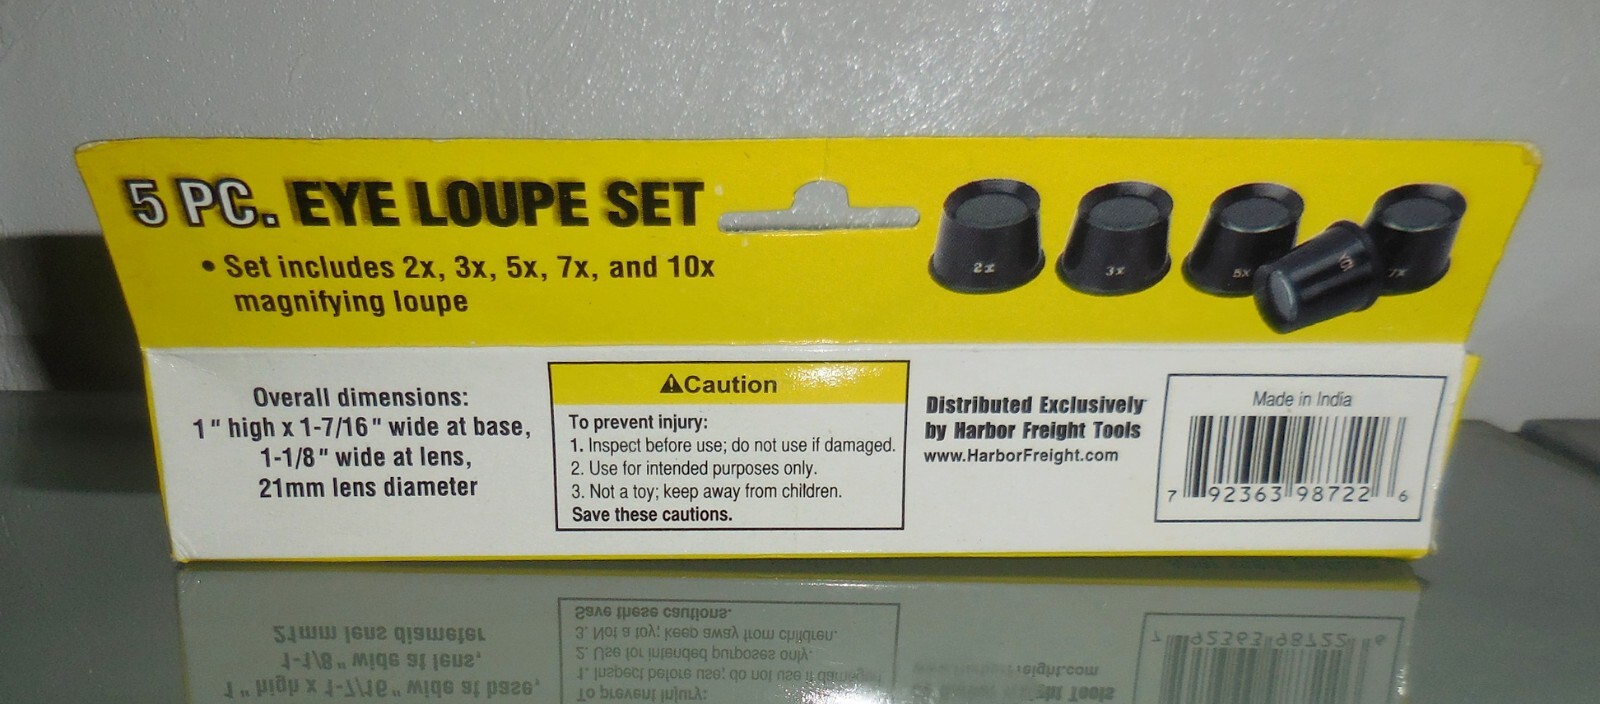 5 PC. EYE LOUPE SET
• Set includes 2x, 3x, 5x, 7x, and 10x
magnifying loupe
2x
3x
5x
10x
7x
Overall dimensions:
1" high x 1-7/16" wide at base,
1-1/8" wide at lens,
21mm lens diameter
⚠Caution
To prevent injury:
1. Inspect before use; do not use if damaged.
2. Use for intended purposes only.
3. Not a toy; keep away from children.
Save these cautions.
Distributed Exclusively
by Harbor Freight Tools
www.HarborFreight.com
Made in India
7 92363 98722 6